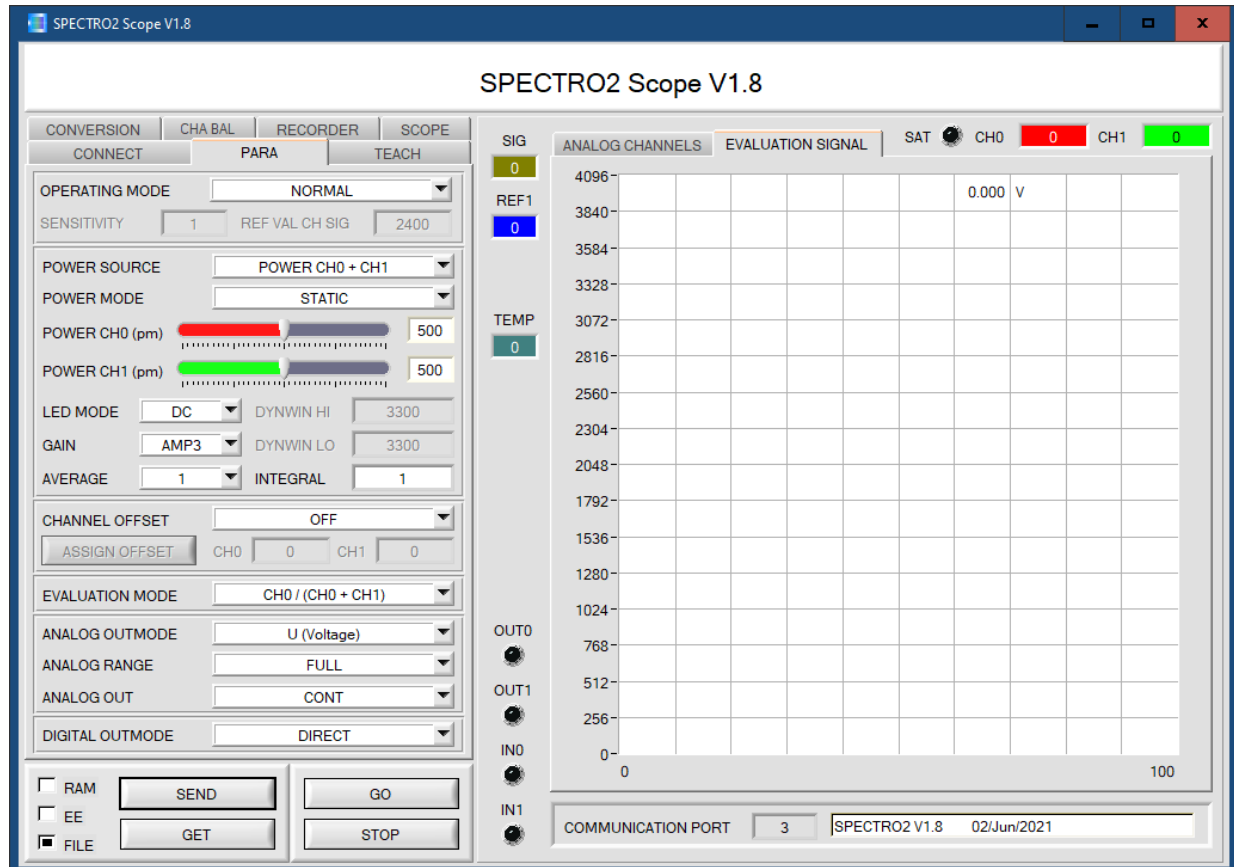 SPECTRO2 Scope V1.8
SPECTRO2 Scope V1.8
CONVERSION CHA BAL RECORDER SCOPE
CONNECT PARA TEACH
OPERATING MODE NORMAL
SENSITIVITY 1 REF VAL CH SIG 2400
POWER SOURCE POWER CH0 + CH1
POWER MODE STATIC
POWER CH0 (pm) 500
POWER CH1 (pm) 500
LED MODE DC DYNWIN HI 3300
GAIN AMP3 DYNWIN LO 3300
AVERAGE 1 INTEGRAL 1
CHANNEL OFFSET OFF
ASSIGN OFFSET CH0 0 CH1 0
EVALUATION MODE CH0 / (CH0 + CH1)
ANALOG OUTMODE U (Voltage)
ANALOG RANGE FULL
ANALOG OUT CONT
DIGITAL OUTMODE DIRECT
RAM
EE
FILE
SEND GO
GET STOP
SIG
0
REF1
0
TEMP
0
OUT0
OUT1
IN0
IN1
ANALOG CHANNELS EVALUATION SIGNAL SAT CH0 0 CH1 0
0.000 V
4096
3840
3584
3328
3072
2816
2560
2304
2048
1792
1536
1280
1024
768
512
256
0
0 100
COMMUNICATION PORT 3 SPECTRO2 V1.8 02/Jun/2021